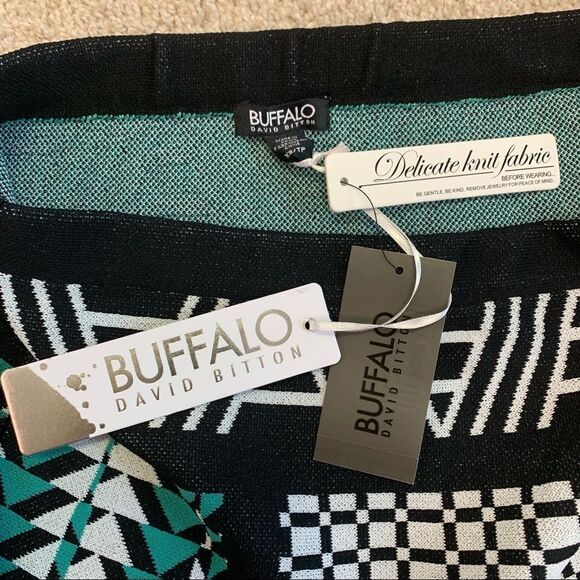 BUFFALO
DAVID BITTON
Delicate knit fabric
BEFORE WEARING...
BE GENTLE, BE KIND, REMOVE JEWELRY FOR PEACE OF MIND.
BUFFALO
DAVID BITTON
BUFFALO
DAVID BITTON